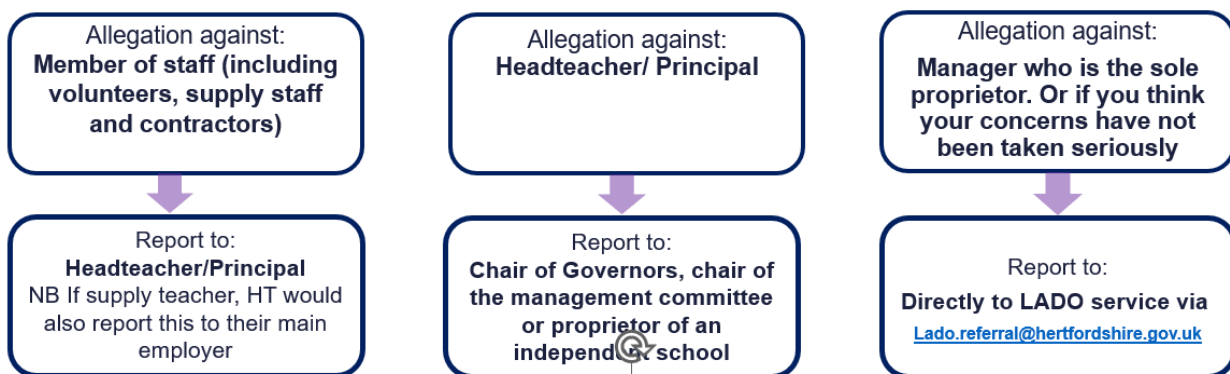 Allegation against:
Member of staff (including
volunteers, supply staff
and contractors)
Report to:
Headteacher/Principal
NB If supply teacher, HT would
also report this to their main
employer
Allegation against:
Headteacher/ Principal
Report to:
Chair of Governors, chair of
the management committee
or proprietor of an
independent school
Allegation against:
Manager who is the sole
proprietor. Or if you think
your concerns have not
been taken seriously
Report to:
Directly to LADO service via
Lado.referral@hertfordshire.gov.uk